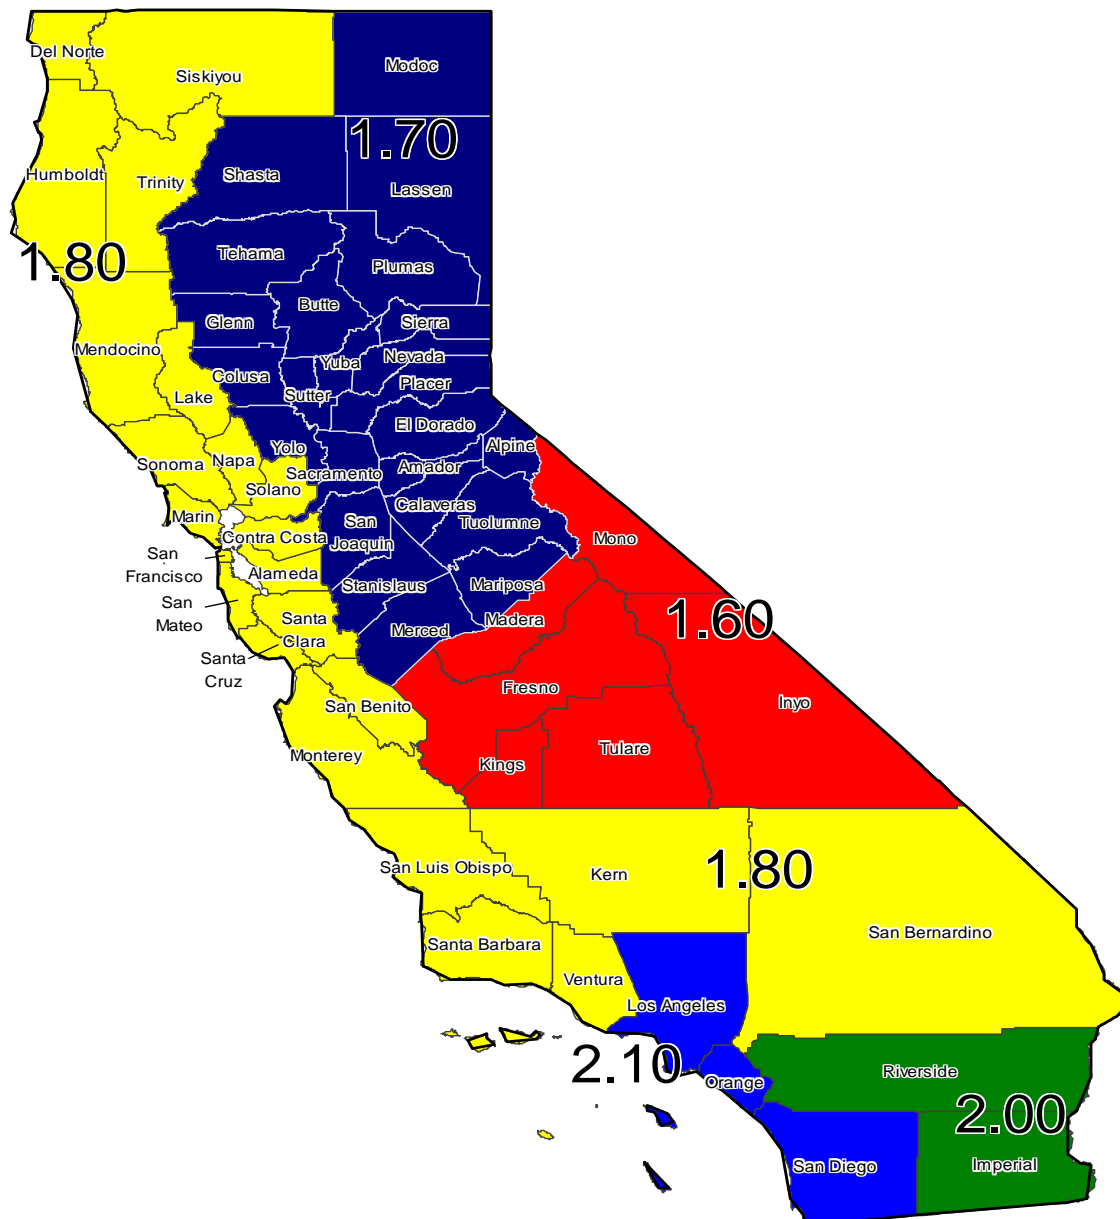 Del Norte
Siskiyou
Modoc
1.70
Humboldt
Trinity
Shasta
Lassen
1.80
Tehama
Plumas
Butte
Glenn
Sierra
Mendocino
Yuba
Nevada
Colusa
Placer
Lake
Sutter
El Dorado
Yolo
Alpine
Sonoma
Napa
Sacramento
Amador
Solano
Calaveras
Marin
San
Joaquin
Tuolumne
Contra Costa
Mono
San
Francisco
Alameda
Stanislaus
Mariposa
San
Mateo
Santa
Clara
Merced
Madera
1.60
Santa
Cruz
Fresno
San Benito
Inyo
Monterey
Kings
Tulare
San Luis Obispo
Kern
1.80
San Bernardino
Santa Barbara
Ventura
Los Angeles
2.10
Orange
Riverside
2.00
San Diego
Imperial